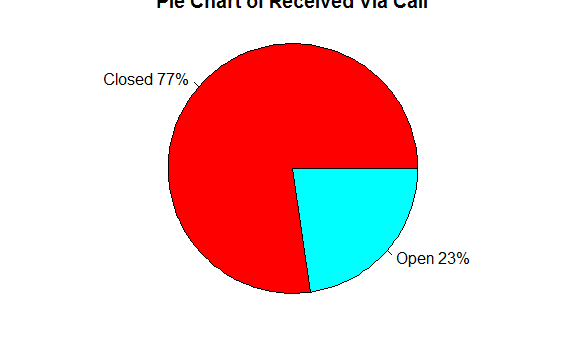 Pie Chart of Received Via Call
Closed 77%
Open 23%